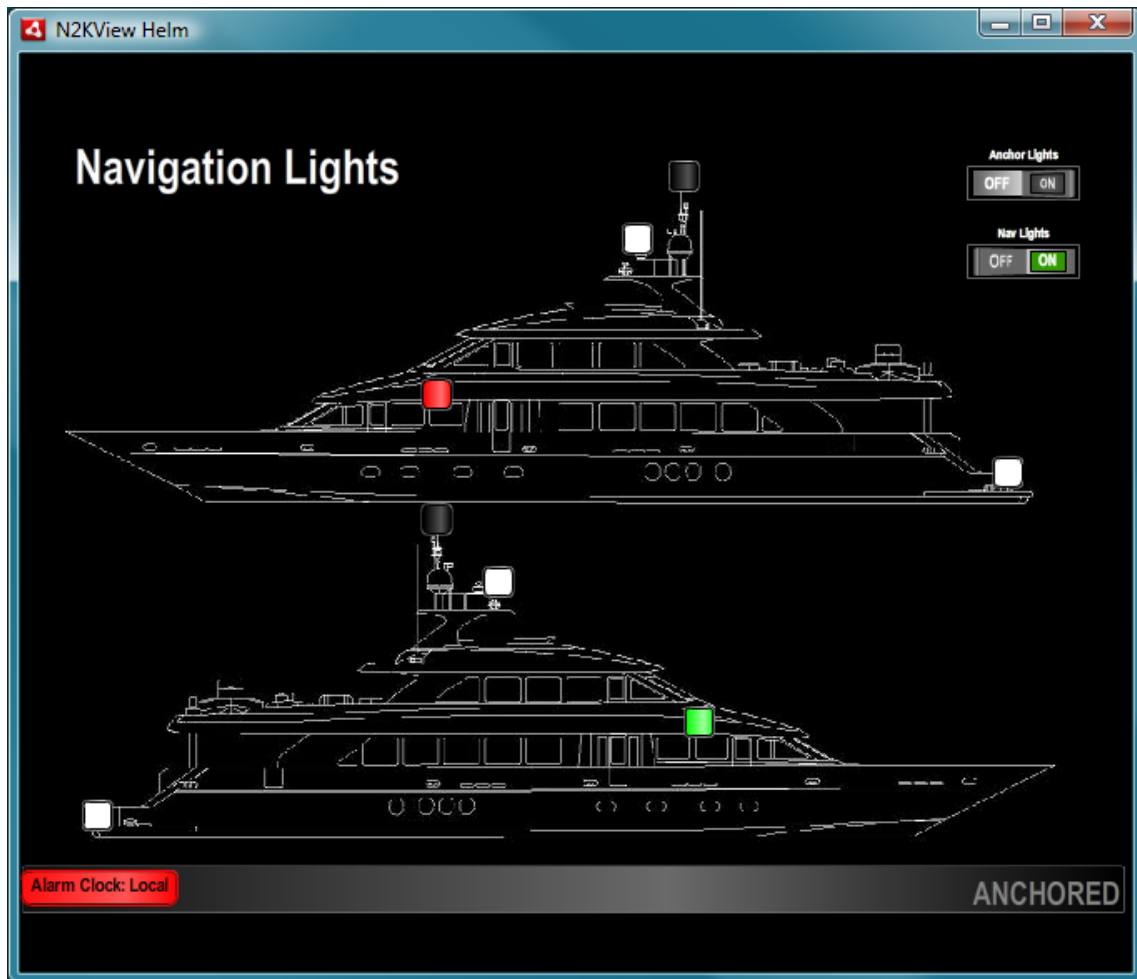 N2KView Helm
Navigation Lights
Anchor Lights
OFF ON
Nav Lights
OFF ON
Alarm Clock: Local
ANCHORED